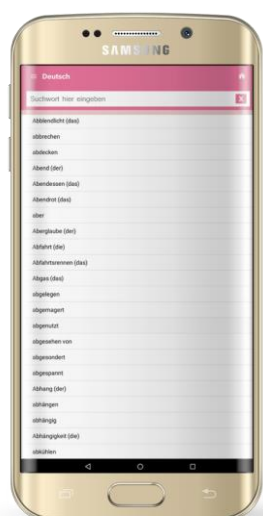 SAMSUNG
Deutsch
Suchwort hier eingeben
X
Abblendlicht (das)
abbrechen
abdecken
Abend (der)
Abendessen (das)
Abendrot (das)
aber
Aberglaube (der)
Abfahrt (die)
Abfahrtsrennen (das)
Abgas (das)
abgelegen
abgemagert
abgenutzt
abgesehen von
abgesondert
abgespannt
Abhang (der)
abhängen
abhängig
Abhängigkeit (die)
abkühlen